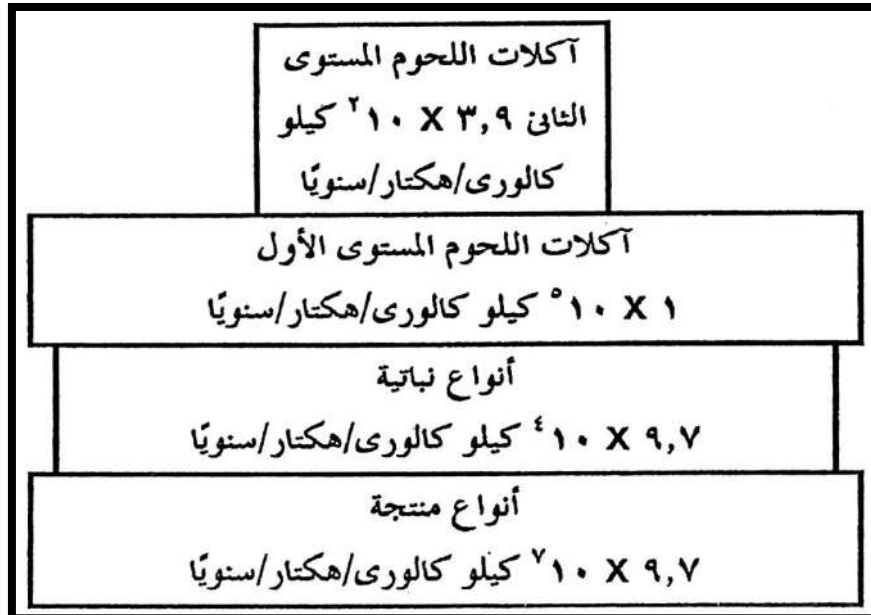 آكلات اللحوم المستوى
الثانى ٣,٩ X ١٠ ٢ كيلو
كالورى/هكتار/سنويًا
آكلات اللحوم المستوى الأول
١ X ١٠ ٥ كيلو كالورى/هكتار/سنويًا
أنواع نباتية
٩,٧ X ١٠ ٤ كيلو كالورى/هكتار/سنويًا
أنواع منتجة
٩,٧ X ١٠ ٧ كيلو كالورى/هكتار/سنويًا